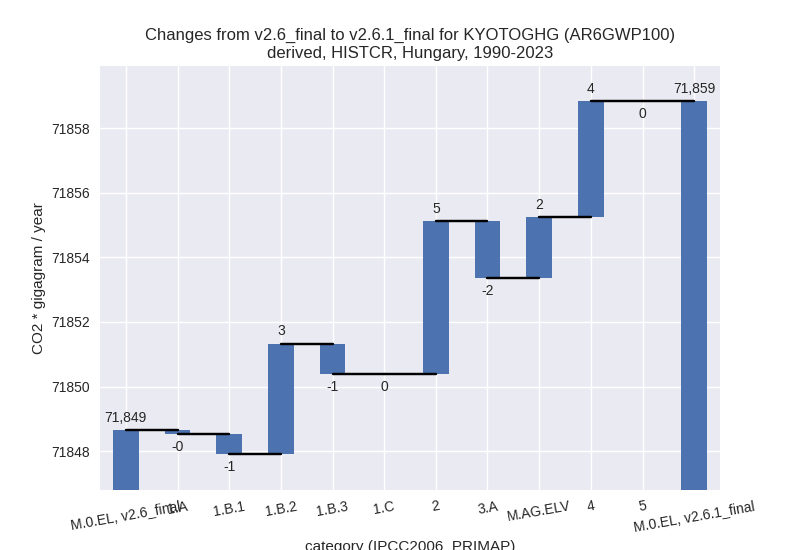 Changes from v2.6_final to v2.6.1_final for KYOTOGHG (AR6GWP100)
derived, HISTCR, Hungary, 1990-2023
CO2 * gigagram / year
71858
71856
71854
71852
71850
71848
71,849
-0
-1
3
-1
0
5
-2
2
4
0
71,859
M.0.EL, v2.6_final
1.A
1.B.1
1.B.2
1.B.3
1.C
2
3.A
M.AG.ELV
4
5
M.0.EL, v2.6.1_final
category (IPCC2006_PRIMAP)